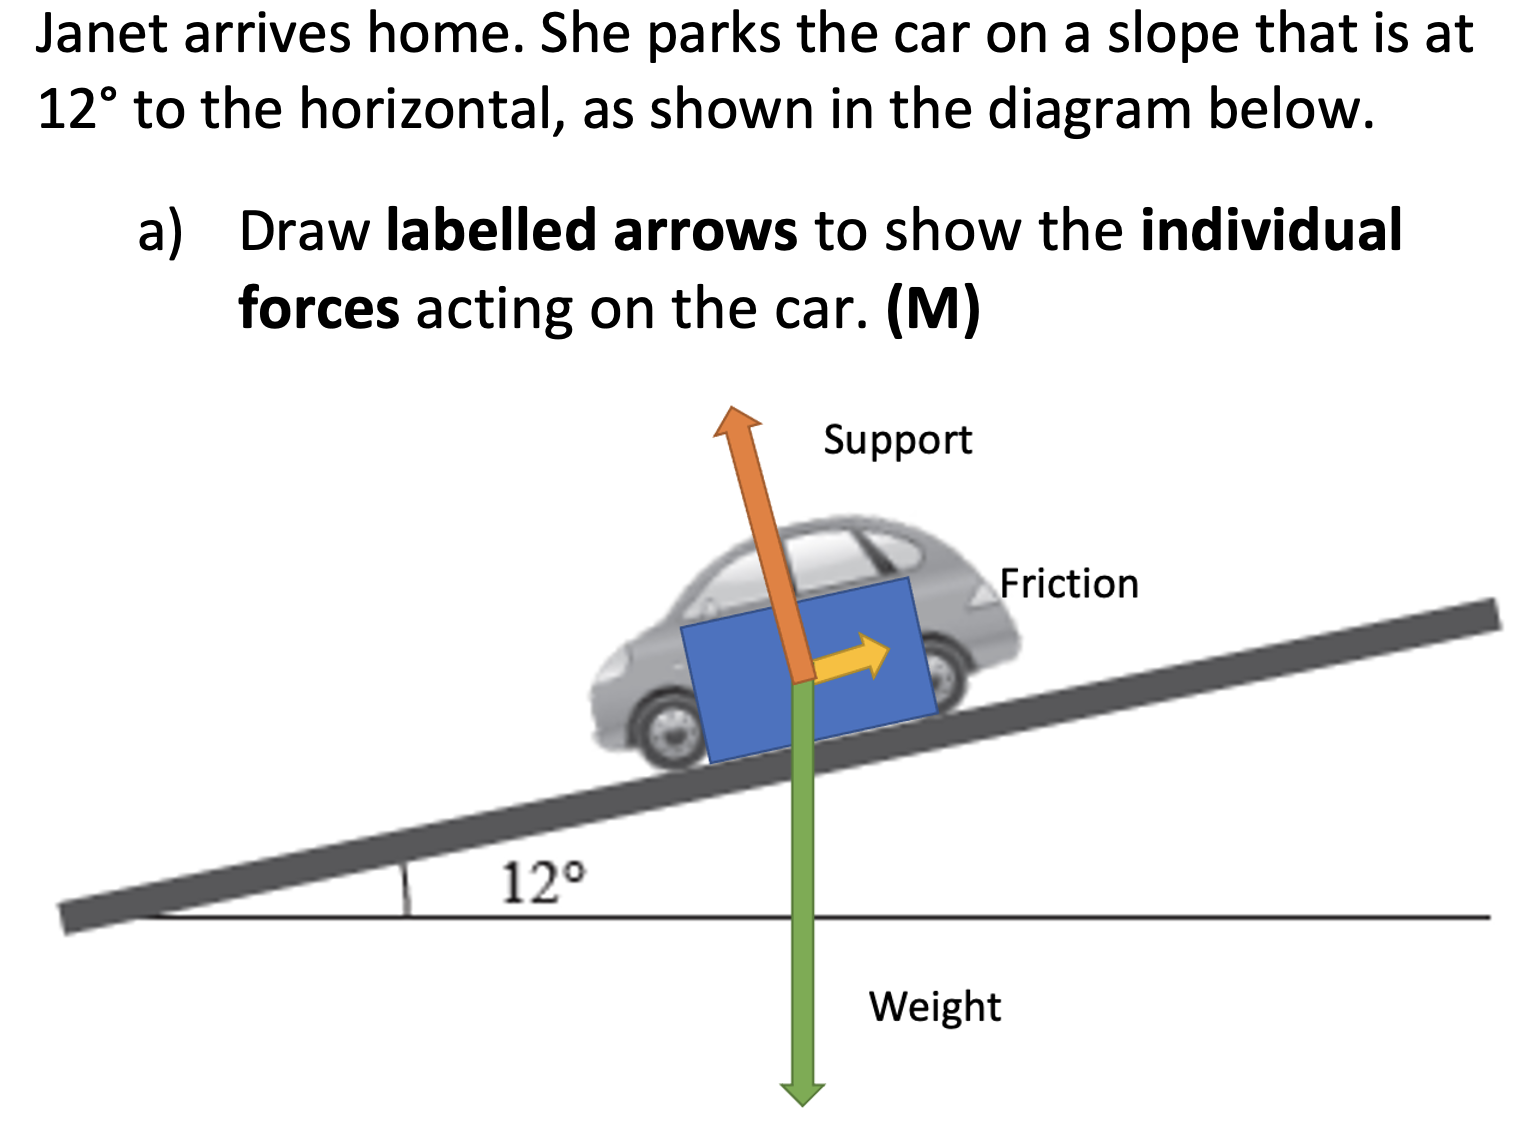 Janet arrives home. She parks the car on a slope that is at
12° to the horizontal, as shown in the diagram below.
a) Draw labelled arrows to show the individual
forces acting on the car. (M)
Support
Friction
12°
Weight